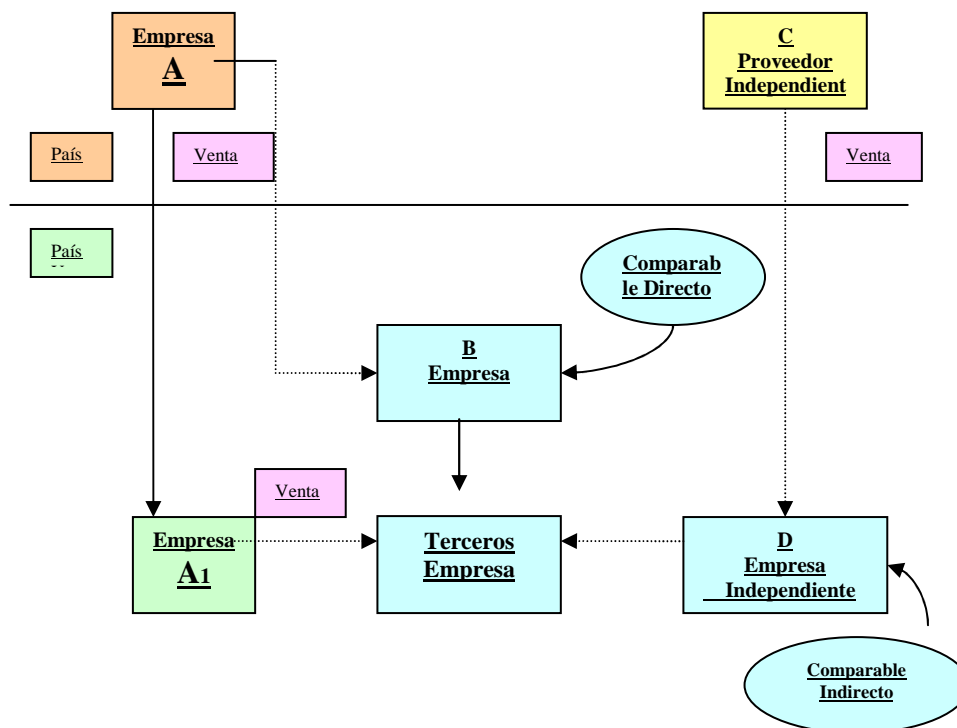 Empresa
A
C
Proveedor
Independient
País
Venta
Venta
País
Comparab
le Directo
B
Empresa
Venta
Empresa
A1
Terceros
Empresa
D
Empresa
Independiente
Comparable
Indirecto